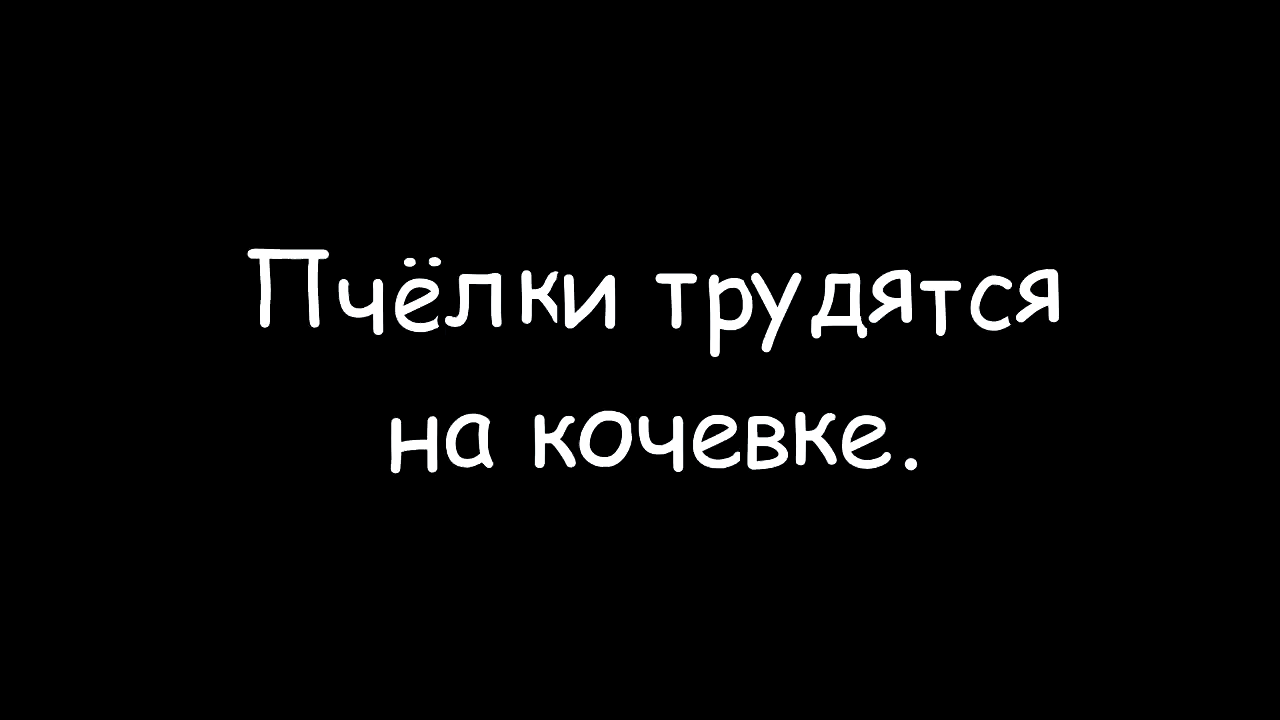 Пчёлки трудятся
на кочевке.